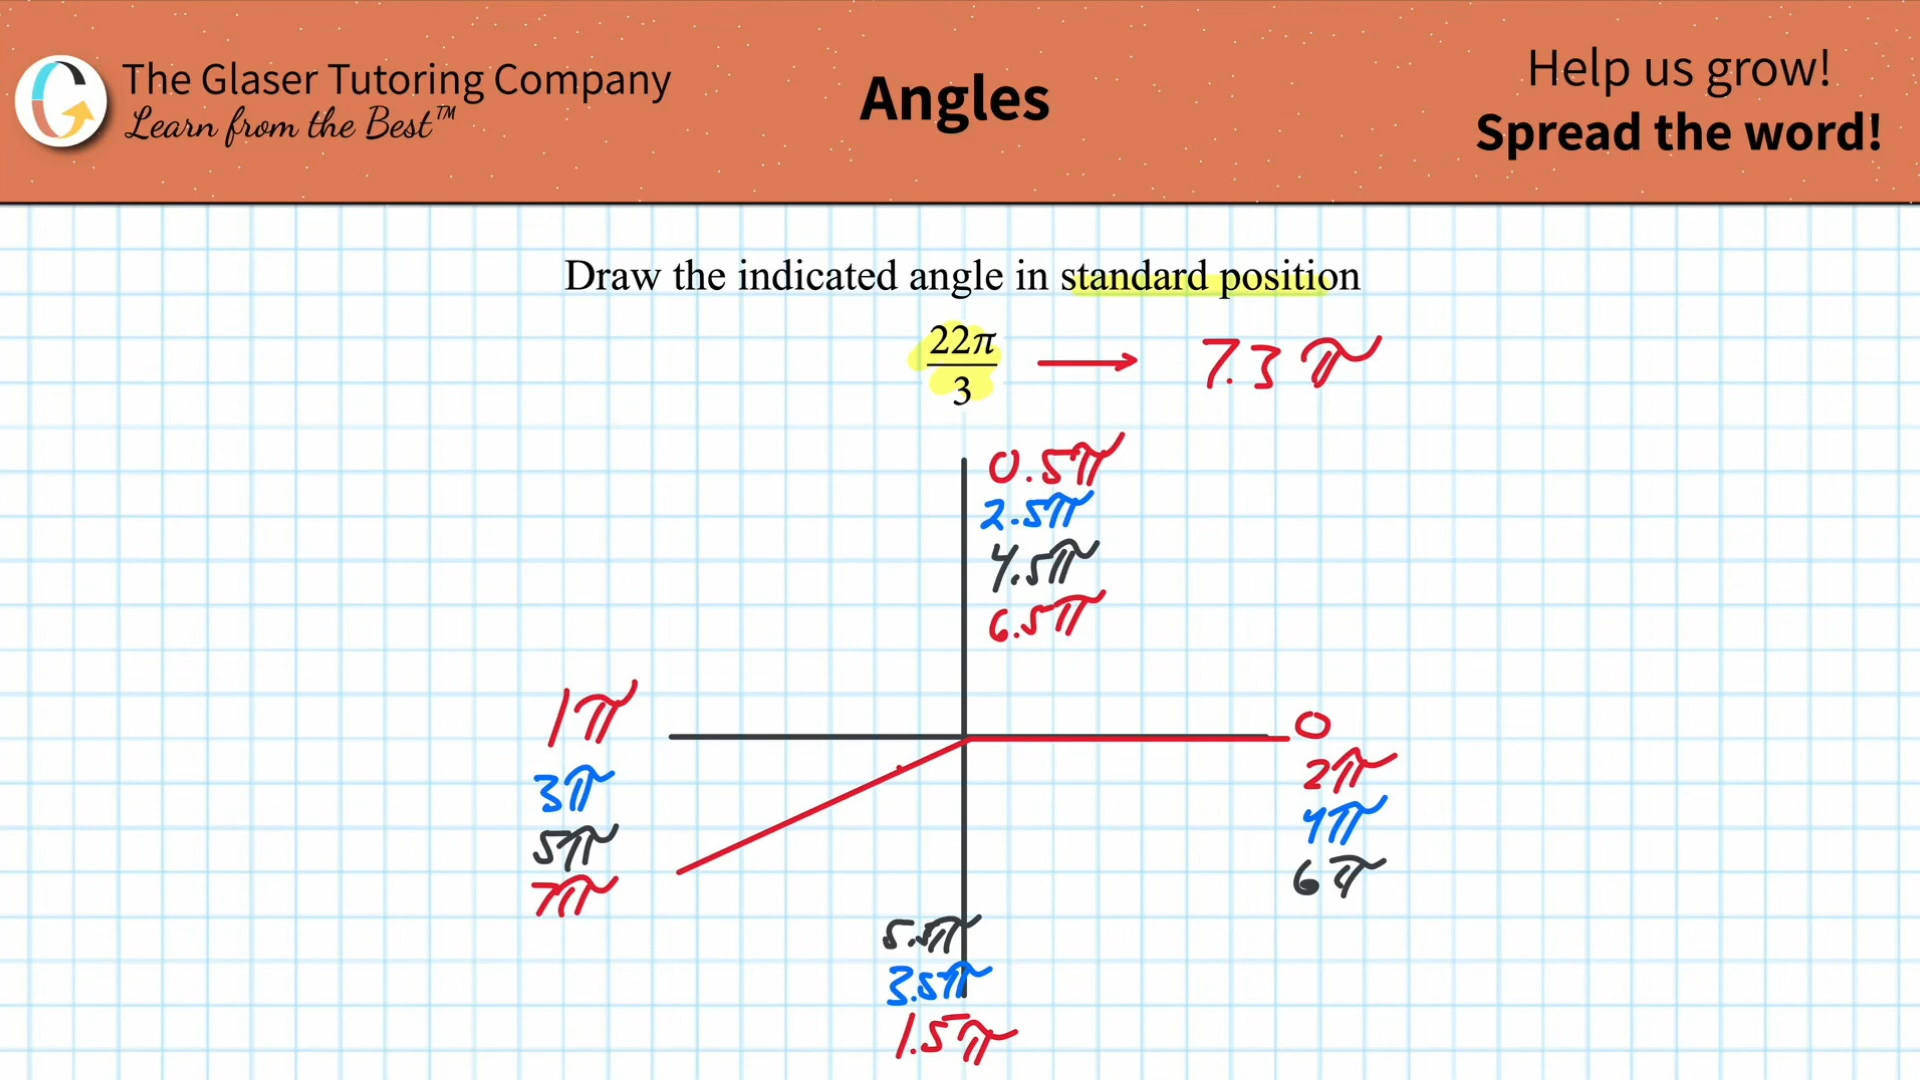 The Glaser Tutoring Company
Learn from the Best™
Angles
Help us grow!
Spread the word!
Draw the indicated angle in standard position
22π
3
7.3π
0.5π
2.5π
4.5π
6.5π
1π
3π
5π
7π
0
2π
4π
6π
5.5π
3.5π
1.5π